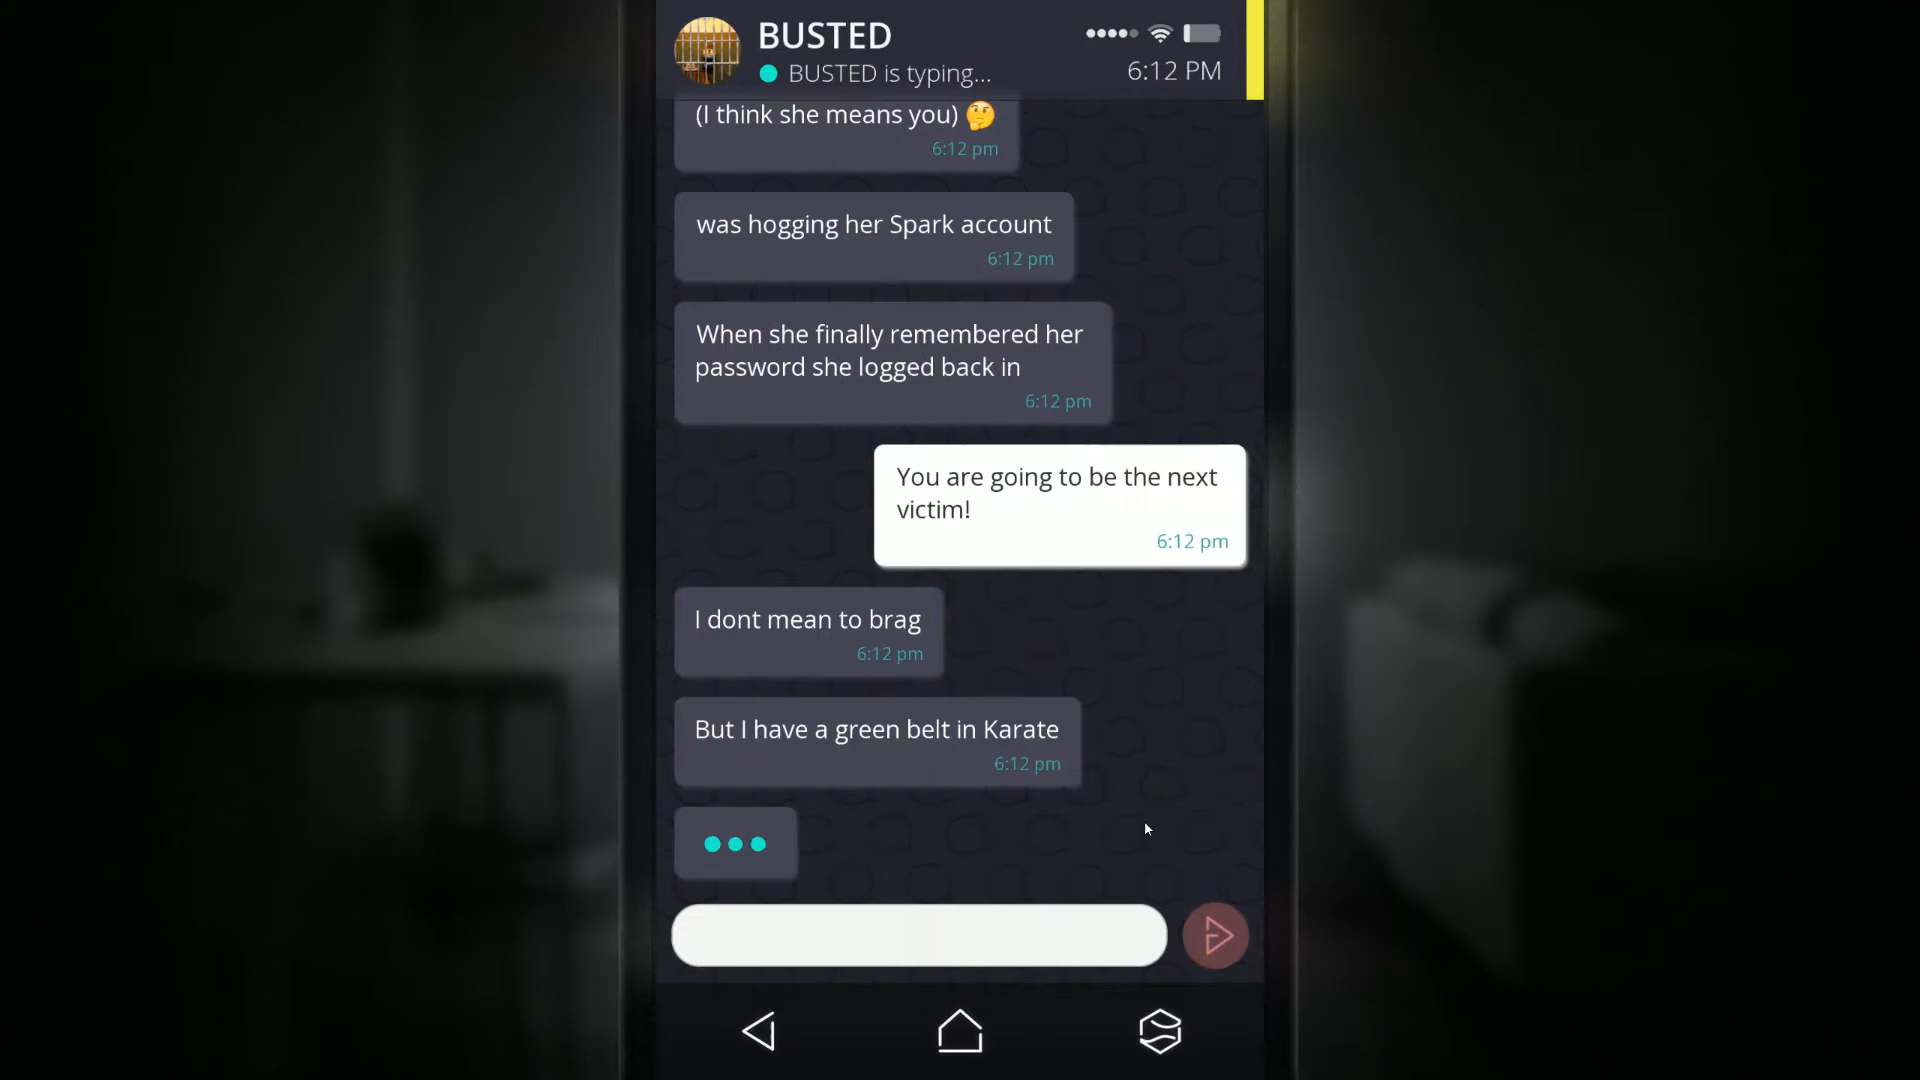 BUSTED
BUSTED is typing...
6:12 PM
(I think she means you) 🤔
6:12 pm
was hogging her Spark account
6:12 pm
When she finally remembered her
password she logged back in
6:12 pm
You are going to be the next
victim!
6:12 pm
I dont mean to brag
6:12 pm
But I have a green belt in Karate
6:12 pm